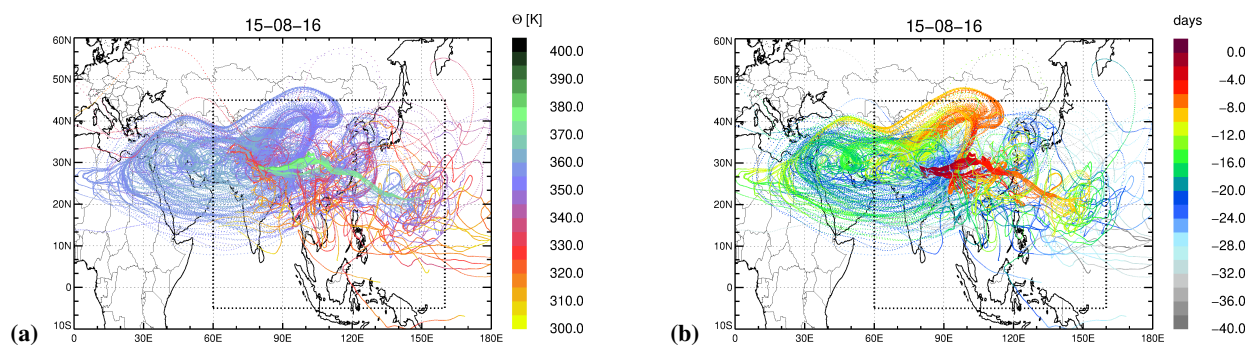 15−08−16
Θ [K]
60N
50N
40N
30N
20N
10N
0
10S
0
30E
60E
90E
120E
150E
180E
400.0
390.0
380.0
370.0
360.0
350.0
340.0
330.0
320.0
310.0
300.0
(a)
15−08−16
days
60N
50N
40N
30N
20N
10N
0
10S
0
30E
60E
90E
120E
150E
180E
0.0
−4.0
−8.0
−12.0
−16.0
−20.0
−24.0
−28.0
−32.0
−36.0
−40.0
(b)